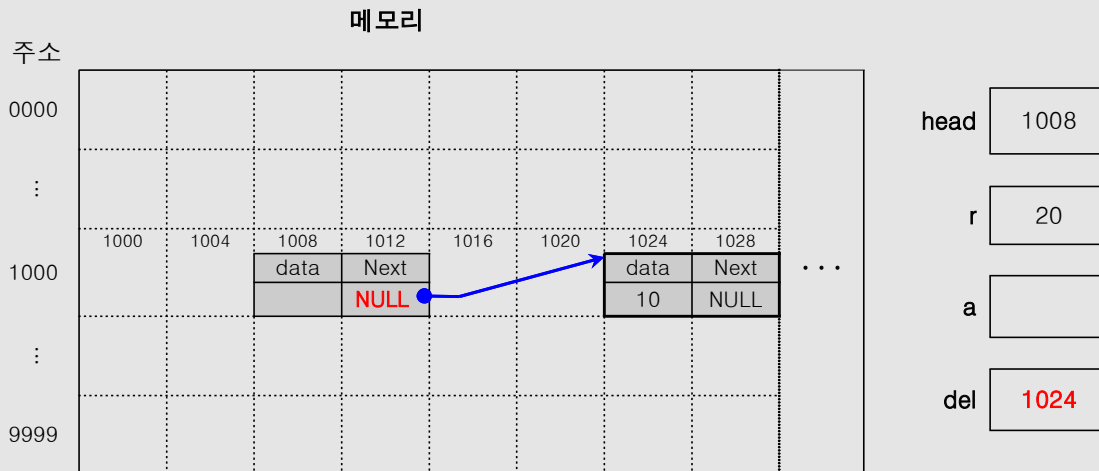 메모리
주소
0000
head 1008
⋮
r 20
1000 1004 1008 1012 1016 1020 1024 1028
data Next data Next
1000 ...
NULL 10 NULL
a
⋮
del 1024
9999